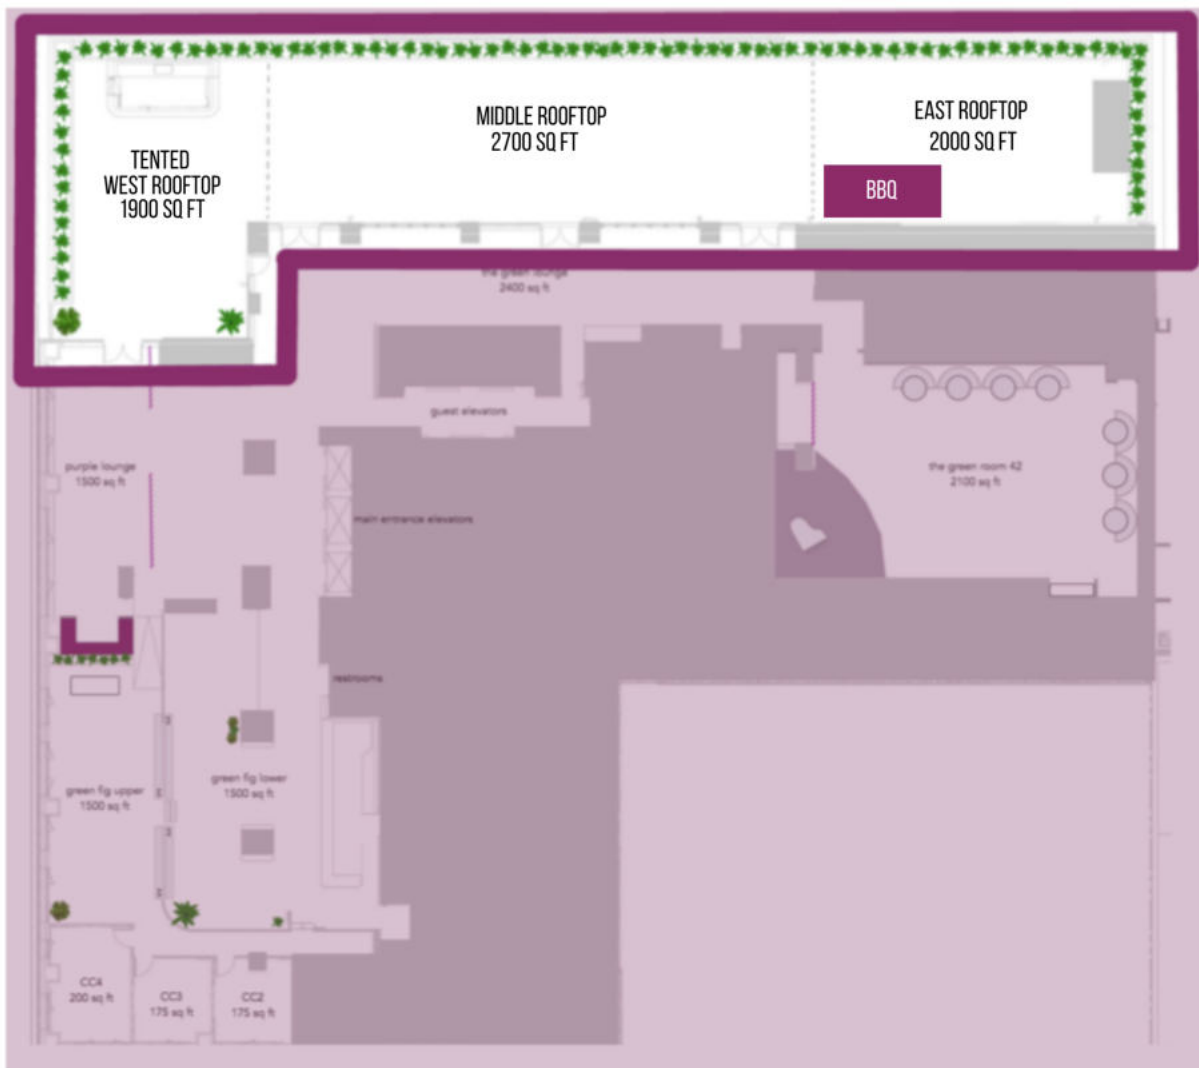 TENTED
WEST ROOFTOP
1900 SQ FT
MIDDLE ROOFTOP
2700 SQ FT
EAST ROOFTOP
2000 SQ FT
BBQ
the green lounge
2400 sq ft
guest elevators
purple lounge
1500 sq ft
the green room 42
2100 sq ft
main entrance elevators
restrooms
green fig upper
1500 sq ft
green fig lower
1500 sq ft
CC4
200 sq ft
CC3
175 sq ft
CC2
175 sq ft